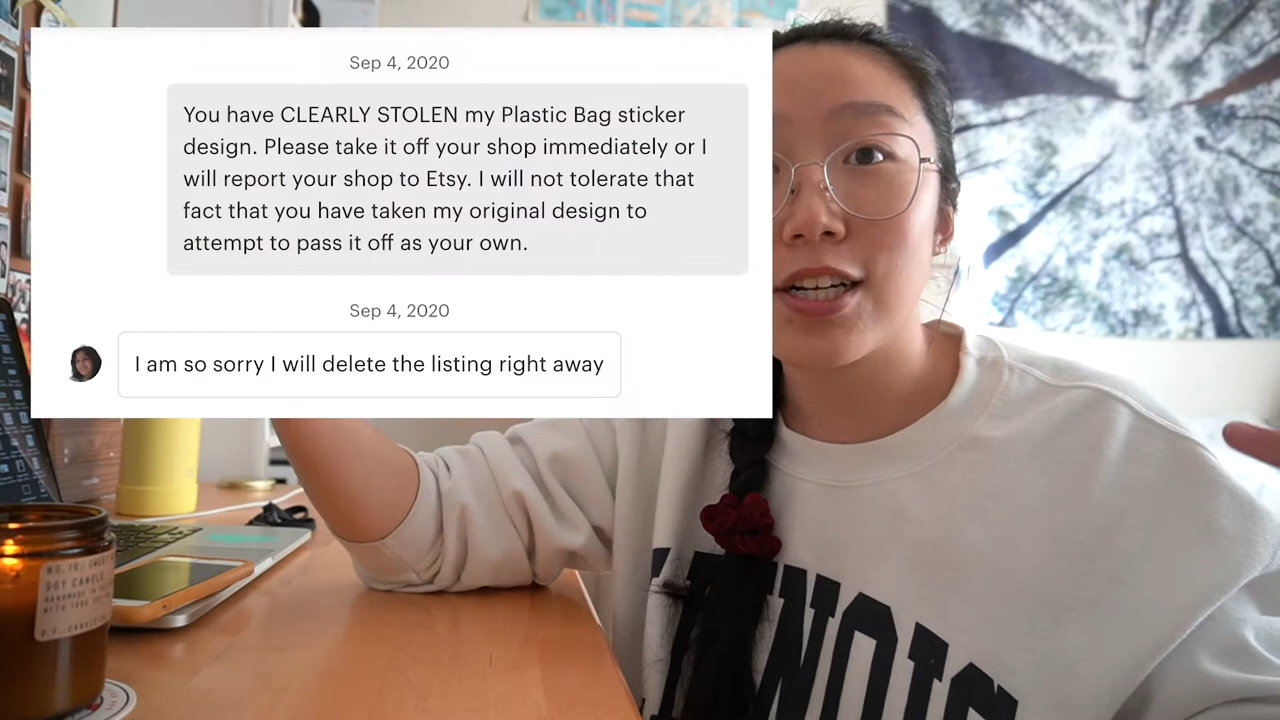 Sep 4, 2020
You have CLEARLY STOLEN my Plastic Bag sticker
design. Please take it off your shop immediately or I
will report your shop to Etsy. I will not tolerate that
fact that you have taken my original design to
attempt to pass it off as your own.
Sep 4, 2020
I am so sorry I will delete the listing right away
SOY CANDLE